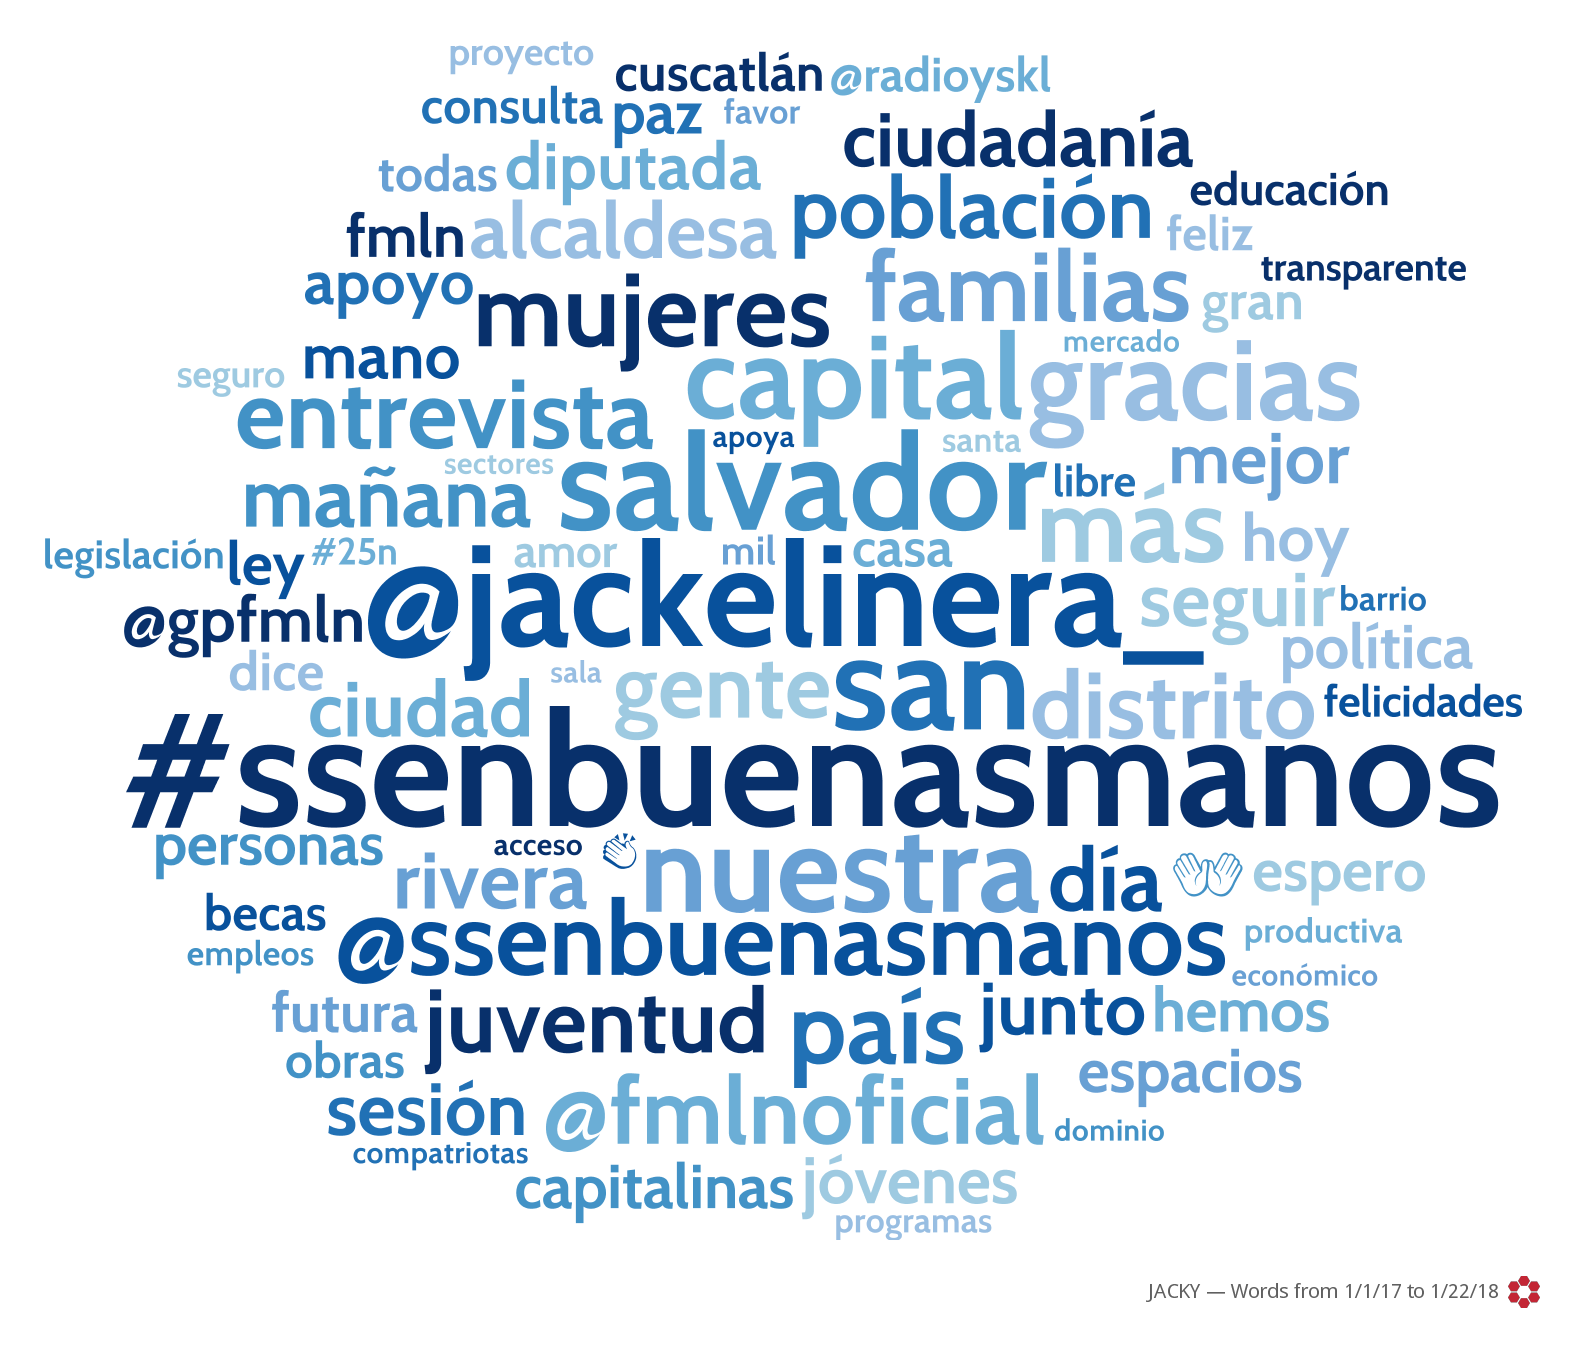 proyecto
cuscatlán @radioyskl
consulta paz favor
ciudadanía
todas diputada
población educación
fmln alcaldesa feliz
apoyo familias transparente
mujeres gran
mano mercado
seguro capital gracias
entrevista apoya santa
sectores salvador libre mejor
mañana más hoy
legislación ley #25n amor mil casa
@gpfmln @jackelinera_ seguir barrio
política
dice sala gente san distrito felicidades
ciudad
#ssenbuenasmanos
personas acceso 👏 nuestra día 👐 espero
rivera
becas @ssenbuenasmanos productiva
empleos económico
futura juventud país junto hemos
obras espacios
sesión @fmlnoficial dominio
compatriotas
capitalinas jóvenes
programas
JACKY — Words from 1/1/17 to 1/22/18